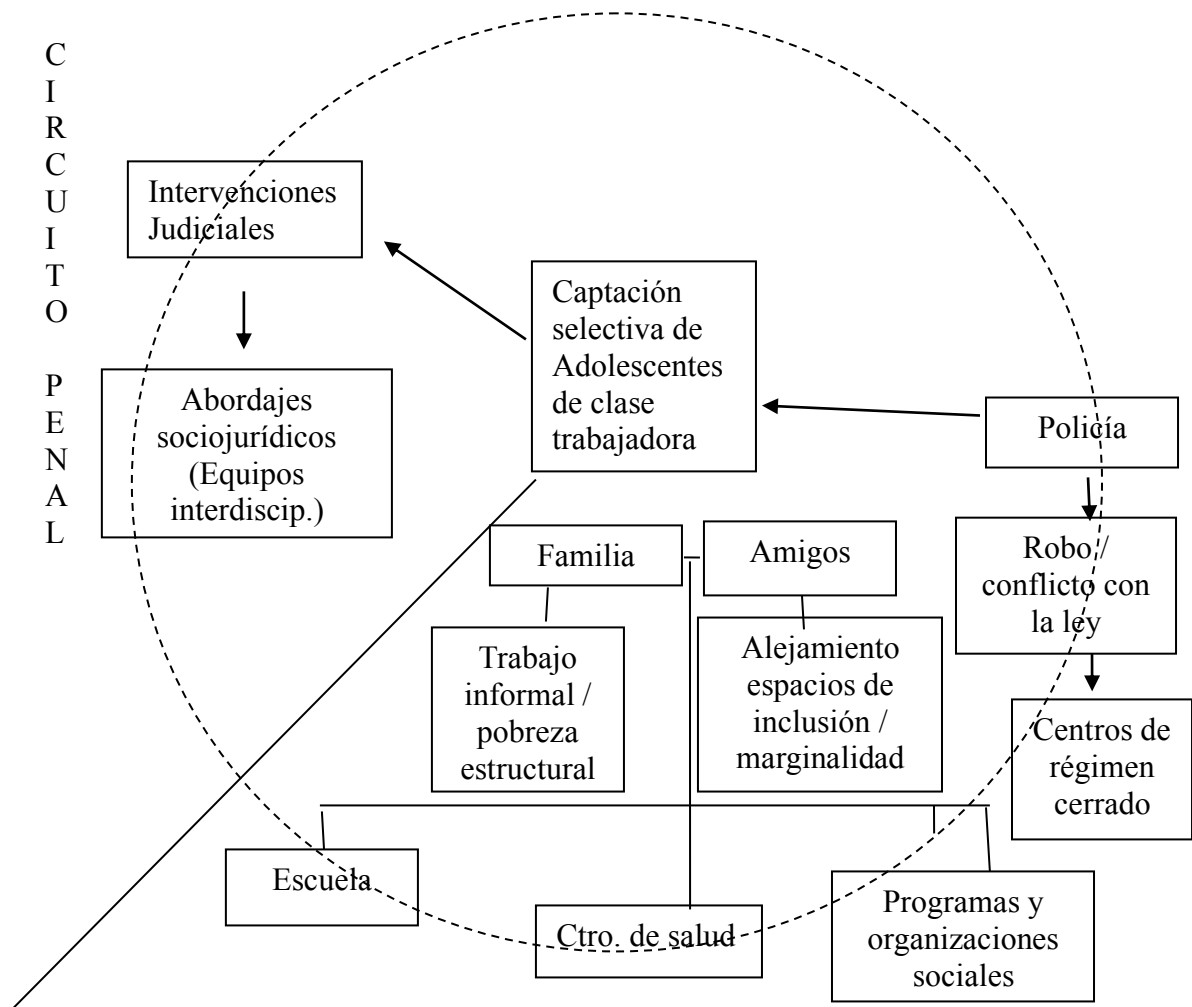 CIRCUITO PENAL
Intervenciones
Judiciales
Captación
selectiva de
Adolescentes
de clase
trabajadora
Abordajes
sociojurídicos
(Equipos
interdiscip.)
Policía
Familia
Amigos
Robo /
conflicto con
la ley
Trabajo
informal /
pobreza
estructural
Alejamiento
espacios de
inclusión /
marginalidad
Centros de
régimen
cerrado
Escuela
Ctro. de salud
Programas y
organizaciones
sociales